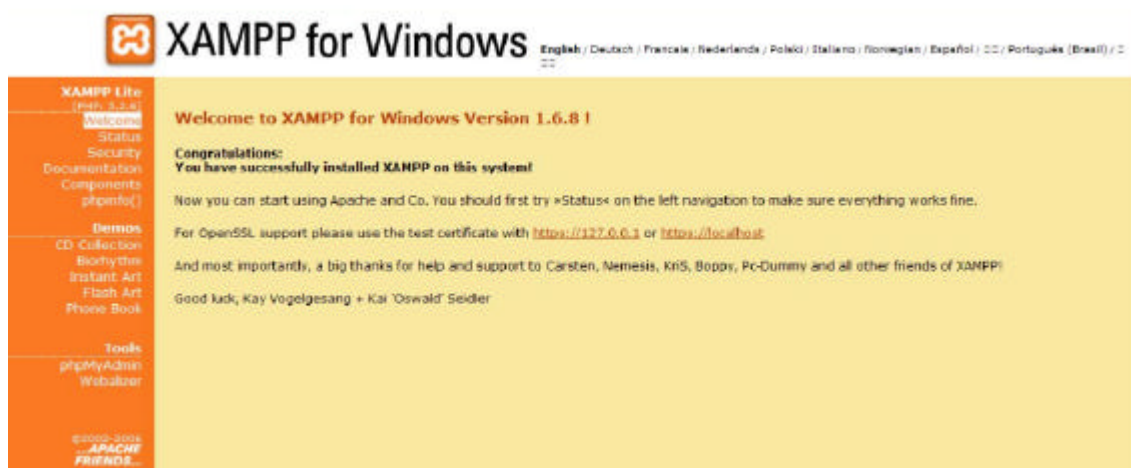 XAMPP for Windows
English / Deutsch / Francais / Nederlands / Polski / Italiano / Norwegian / Español / / Português (Brasil) /
XAMPP Lite
[PHP: 5.2.6]
Welcome
Status
Security
Documentation
Components
phpinfo()
Demos
CD Collection
Biorhythm
Instant Art
Flash Art
Phone Book
Tools
phpMyAdmin
Webalizer
©2002-2008
...APACHE
FRIENDS...
Welcome to XAMPP for Windows Version 1.6.8 !
Congratulations:
You have successfully installed XAMPP on this system!
Now you can start using Apache and Co. You should first try »Status« on the left navigation to make sure everything works fine.
For OpenSSL support please use the test certificate with https://127.0.0.1 or https://localhost
And most importantly, a big thanks for help and support to Carsten, Nemesis, KriS, Boppy, Pc-Dummy and all other friends of XAMPP!
Good luck, Kay Vogelgesang + Kai 'Oswald' Seidler